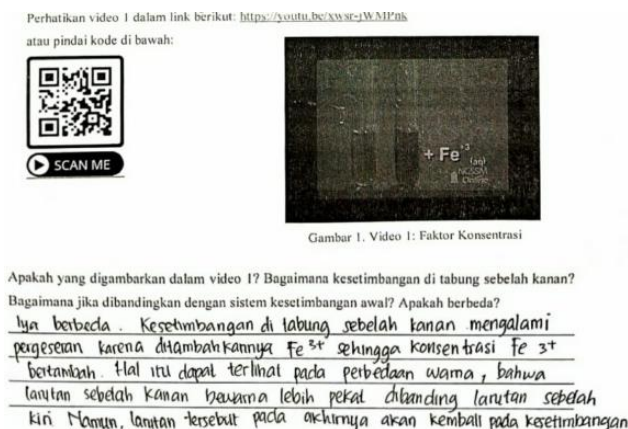 Perhatikan video 1 dalam link berikut: https://youtu.be/xwsr-jWMPnk
atau pindai kode di bawah:
SCAN ME
+ Fe+3 (aq)
NCSSM
Online
Gambar 1. Video 1: Faktor Konsentrasi
Apakah yang digambarkan dalam video 1? Bagaimana kesetimbangan di tabung sebelah kanan?
Bagaimana jika dibandingkan dengan sistem kesetimbangan awal? Apakah berbeda?
Iya berbeda. Kesetimbangan di tabung sebelah kanan mengalami
pergeseran karena ditambahkannya Fe3+ sehingga konsentrasi Fe 3+
bertambah. Hal itu dapat terlihat pada perbedaan warna, bahwa
larutan sebelah kanan bewarna lebih pekat dibanding larutan sebelah
kiri Namun, larutan tersebut pada akhirnya akan kembali pada kesetimbangan